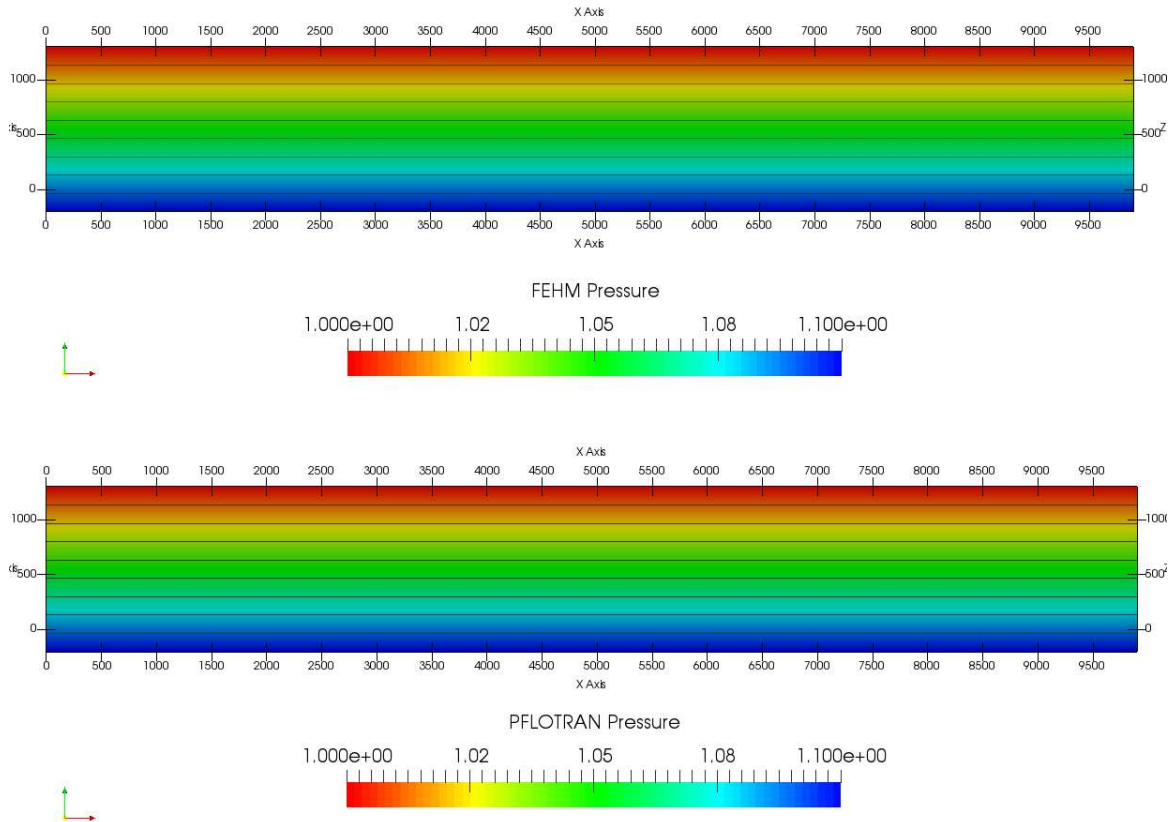 X Axis
0 500 1000 1500 2000 2500 3000 3500 4000 4500 5000 5500 6000 6500 7000 7500 8000 8500 9000 9500
1000 1000
500 500 Z
0 0
0 500 1000 1500 2000 2500 3000 3500 4000 4500 5000 5500 6000 6500 7000 7500 8000 8500 9000 9500
X Axis
FEHM Pressure
1.000e+00 1.02 1.05 1.08 1.100e+00
X Axis
0 500 1000 1500 2000 2500 3000 3500 4000 4500 5000 5500 6000 6500 7000 7500 8000 8500 9000 9500
1000 1000
500 500
0 0
0 500 1000 1500 2000 2500 3000 3500 4000 4500 5000 5500 6000 6500 7000 7500 8000 8500 9000 9500
X Axis
PFLOTRAN Pressure
1.000e+00 1.02 1.05 1.08 1.100e+00